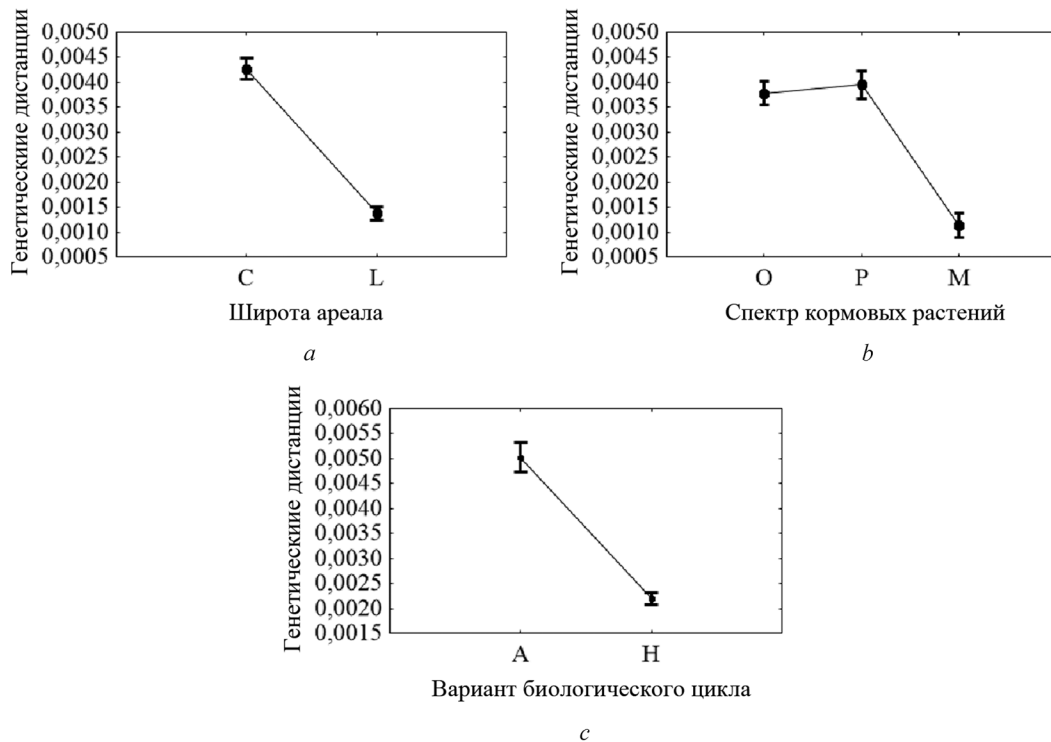 Генетическиие дистанции
0,0050
0,0045
0,0040
0,0035
0,0030
0,0025
0,0020
0,0015
0,0010
0,0005
C L
Широта ареала
a
Генетическиие дистанции
0,0050
0,0045
0,0040
0,0035
0,0030
0,0025
0,0020
0,0015
0,0010
0,0005
O P M
Спектр кормовых растений
b
Генетическиие дистанции
0,0060
0,0055
0,0050
0,0045
0,0040
0,0035
0,0030
0,0025
0,0020
0,0015
A H
Вариант биологического цикла
c